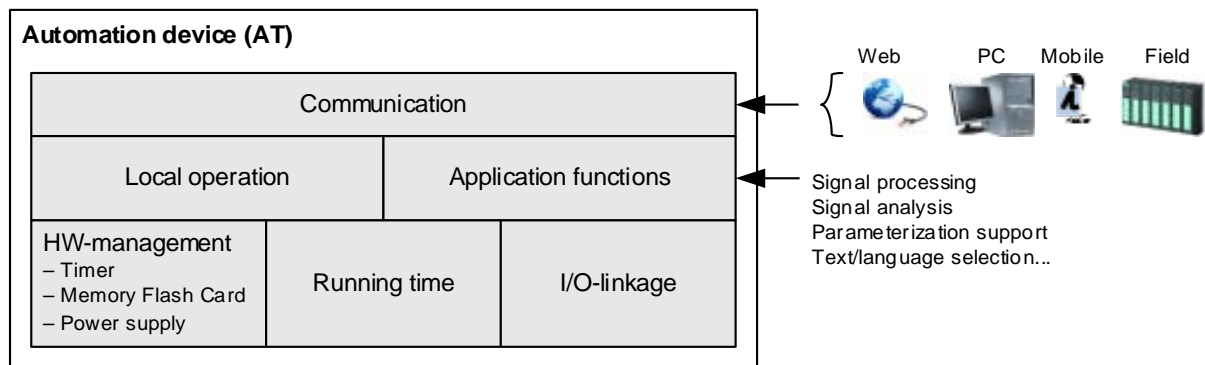 Automation device (AT)
Web PC Mobile Field
Communication
Local operation
Application functions
Signal processing
Signal analysis
Parameterization support
Text/language selection...
HW-management
– Timer
– Memory Flash Card
– Power supply
Running time
I/O-linkage